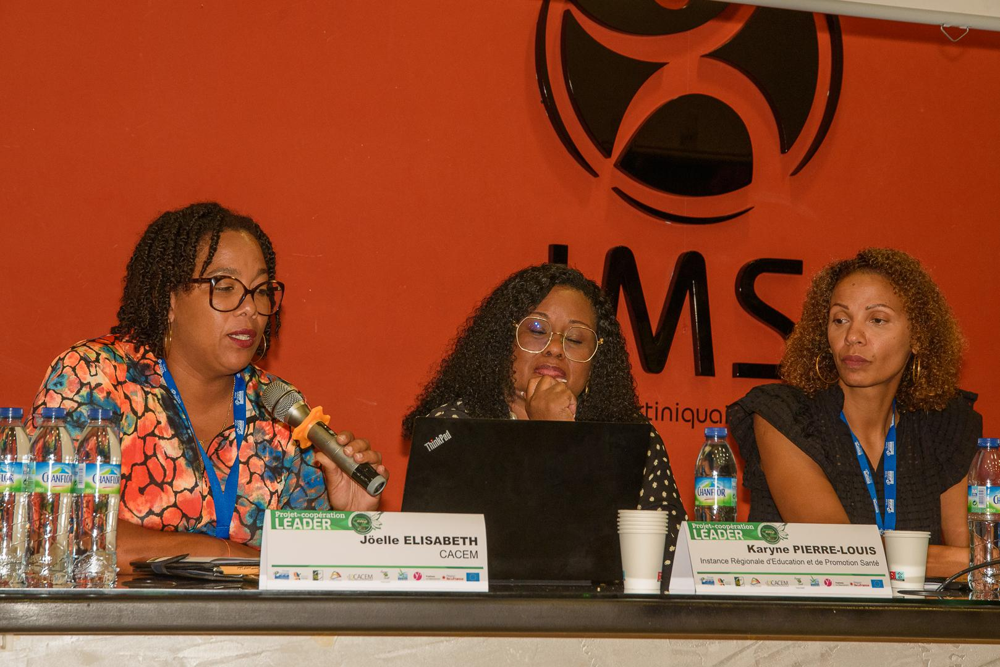 IMS
rtiniquai
ThinkPad
CHANFLOR
CHANFLOR
CHANFLOR
Projet de coopération
LEADER
Jöelle ELISABETH
CACEM
CACEM
Projet de coopération
LEADER
Karyne PIERRE-LOUIS
Instance Régionale d'Education et de Promotion Santé
CACEM